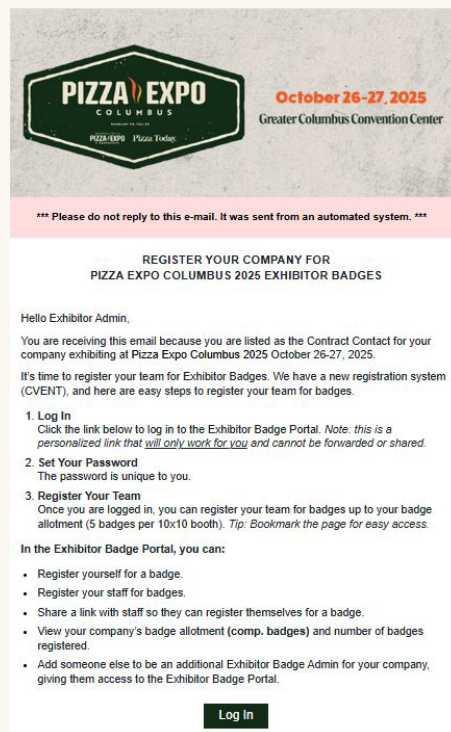 PIZZA EXPO
COLUMBUS
BROUGHT TO YOU BY
PIZZA EXPO Pizza Today
October 26-27, 2025
Greater Columbus Convention Center
*** Please do not reply to this e-mail. It was sent from an automated system. ***
REGISTER YOUR COMPANY FOR
PIZZA EXPO COLUMBUS 2025 EXHIBITOR BADGES
Hello Exhibitor Admin,
You are receiving this email because you are listed as the Contract Contact for your
company exhibiting at Pizza Expo Columbus 2025 October 26-27, 2025.
It's time to register your team for Exhibitor Badges. We have a new registration system
(CVENT), and here are easy steps to register your team for badges.
1. Log In
Click the link below to log in to the Exhibitor Badge Portal. Note: this is a
personalized link that will only work for you and cannot be forwarded or shared.
2. Set Your Password
The password is unique to you.
3. Register Your Team
Once you are logged in, you can register your team for badges up to your badge
allotment (5 badges per 10x10 booth). Tip: Bookmark the page for easy access.
In the Exhibitor Badge Portal, you can:
• Register yourself for a badge.
• Register your staff for badges.
• Share a link with staff so they can register themselves for a badge.
• View your company's badge allotment (comp. badges) and number of badges
registered.
• Add someone else to be an additional Exhibitor Badge Admin for your company,
giving them access to the Exhibitor Badge Portal.
Log In